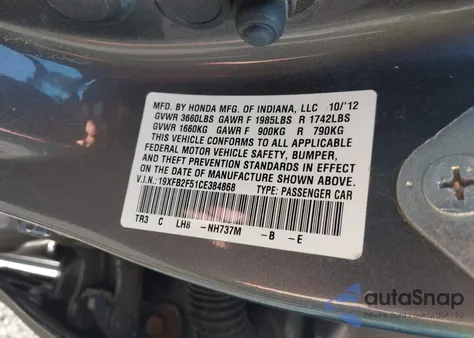 MFD. BY HONDA MFG. OF INDIANA, LLC 10/'12
GVWR 3660LBS GAWR F 1985LBS R 1742LBS
GVWR 1660KG GAWR F 900KG R 790KG
THIS VEHICLE CONFORMS TO ALL APPLICABLE
FEDERAL MOTOR VEHICLE SAFETY, BUMPER,
AND THEFT PREVENTION STANDARDS IN EFFECT
ON THE DATE OF MANUFACTURE SHOWN ABOVE.
V.I.N.: 19XFB2F51CE384868 TYPE: PASSENGER CAR
TR3 C LH8 -NH737M -B -E
autoSnap